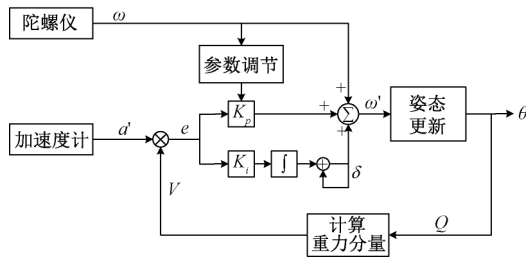 陀螺仪
ω
参数调节
+
K_p
+
Σ
ω'
姿态
更新
θ
加速度计
a'
e
+
K_i
∫
δ
V
计算
重力分量
Q